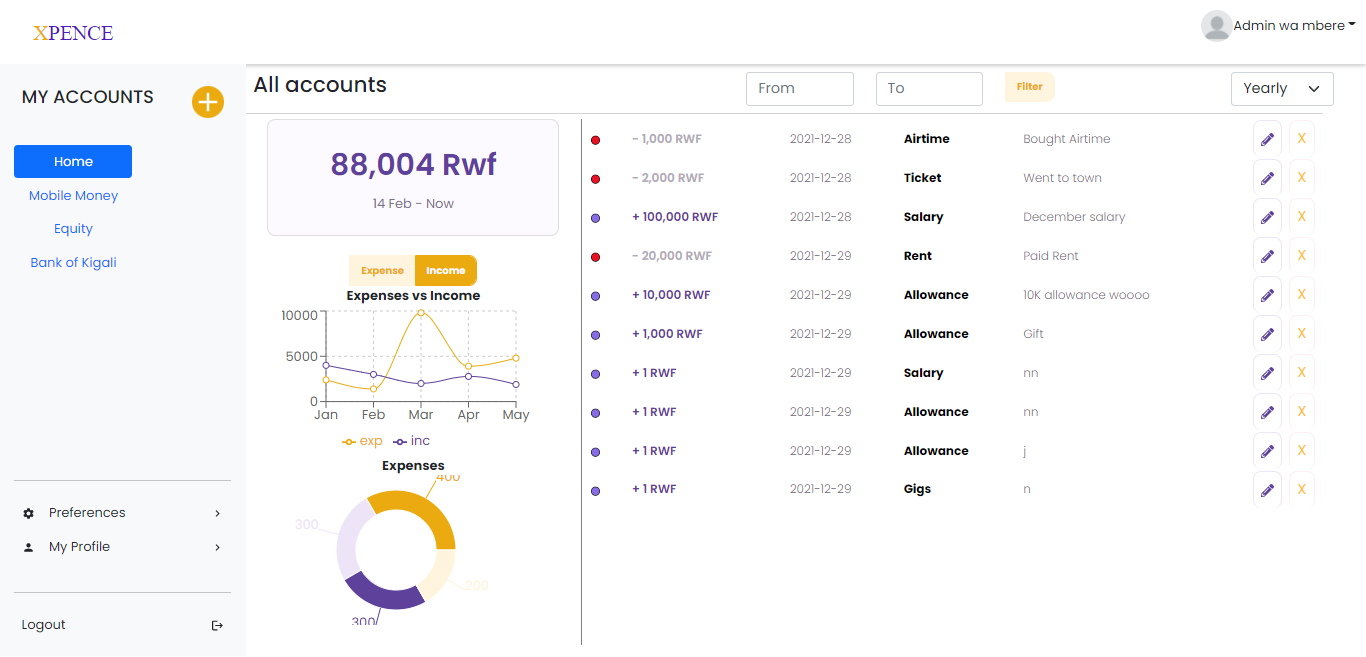 XPENCE
Admin wa mbere
MY ACCOUNTS
Home
Mobile Money
Equity
Bank of Kigali
Preferences
My Profile
Logout
All accounts
From
To
Filter
Yearly
88,004 Rwf
14 Feb - Now
Expense
Income
Expenses vs Income
10000
5000
0
Jan Feb Mar Apr May
exp inc
Expenses
400
300
200
300
- 1,000 RWF 2021-12-28 Airtime Bought Airtime X
- 2,000 RWF 2021-12-28 Ticket Went to town X
+ 100,000 RWF 2021-12-28 Salary December salary X
- 20,000 RWF 2021-12-29 Rent Paid Rent X
+ 10,000 RWF 2021-12-29 Allowance 10K allowance woooo X
+ 1,000 RWF 2021-12-29 Allowance Gift X
+ 1 RWF 2021-12-29 Salary nn X
+ 1 RWF 2021-12-29 Allowance nn X
+ 1 RWF 2021-12-29 Allowance j X
+ 1 RWF 2021-12-29 Gigs n X